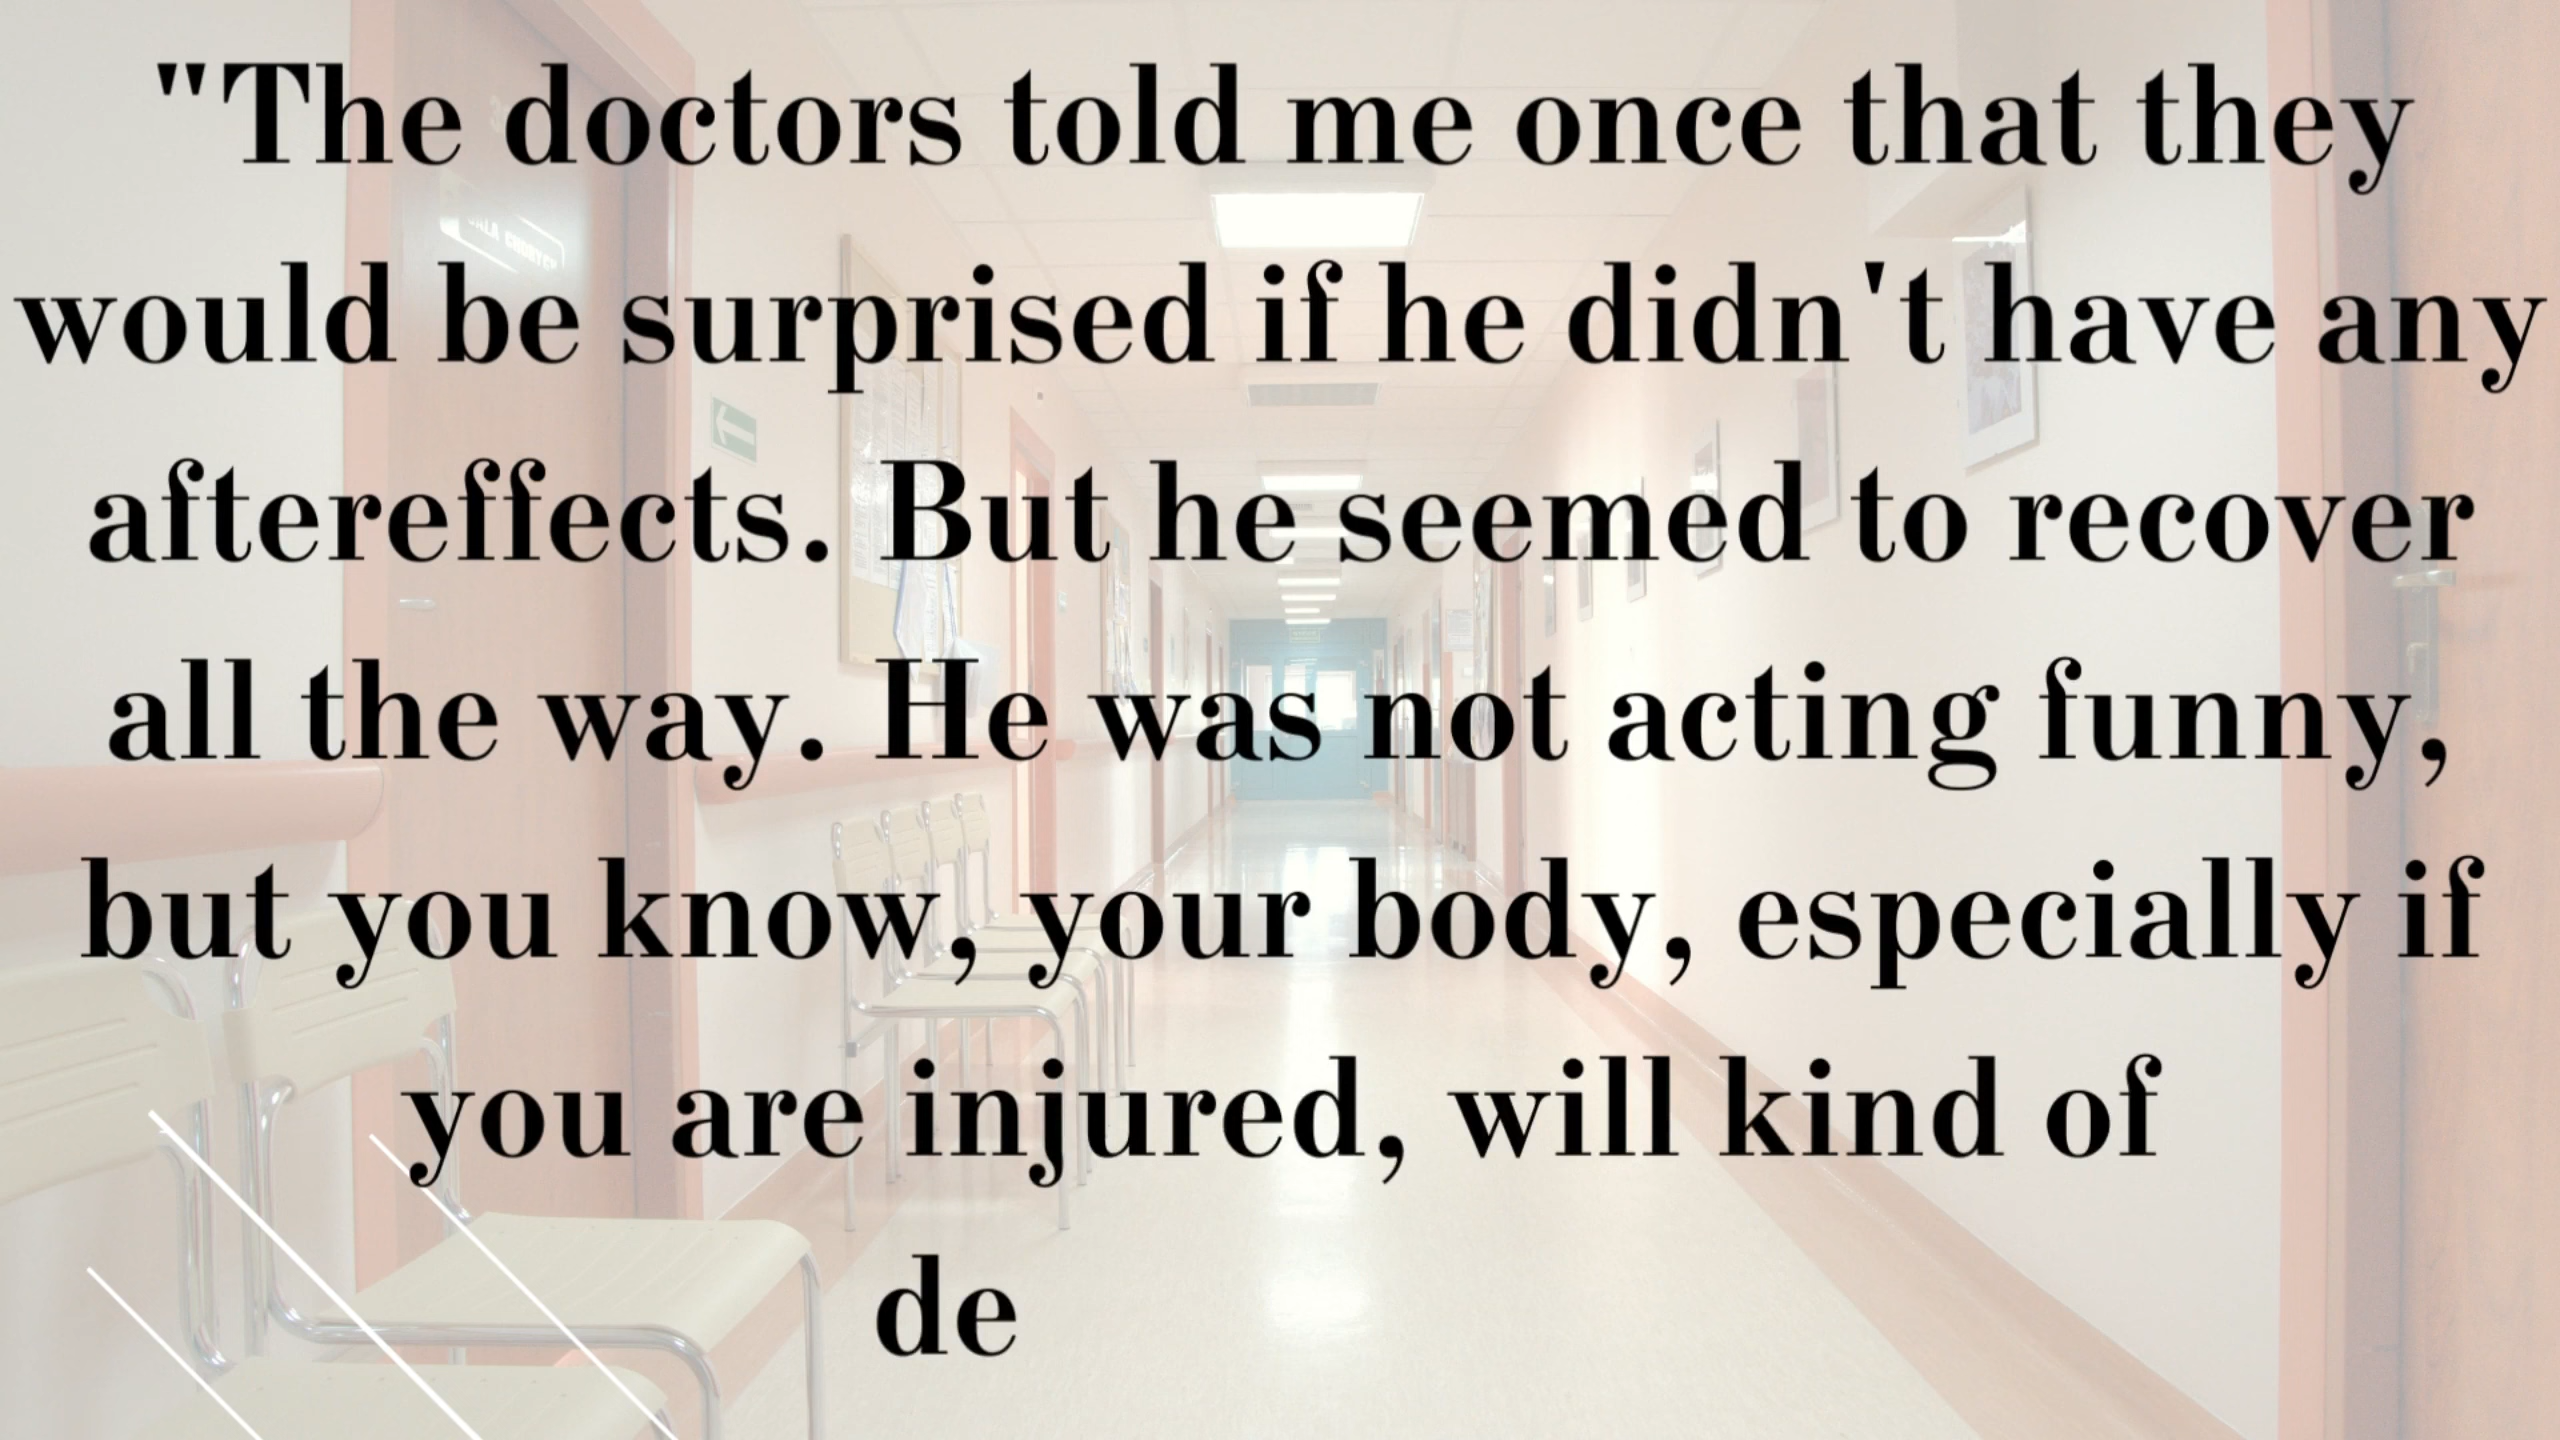 "The doctors told me once that they
would be surprised if he didn't have any
aftereffects. But he seemed to recover
all the way. He was not acting funny,
but you know, your body, especially if
you are injured, will kind of
de